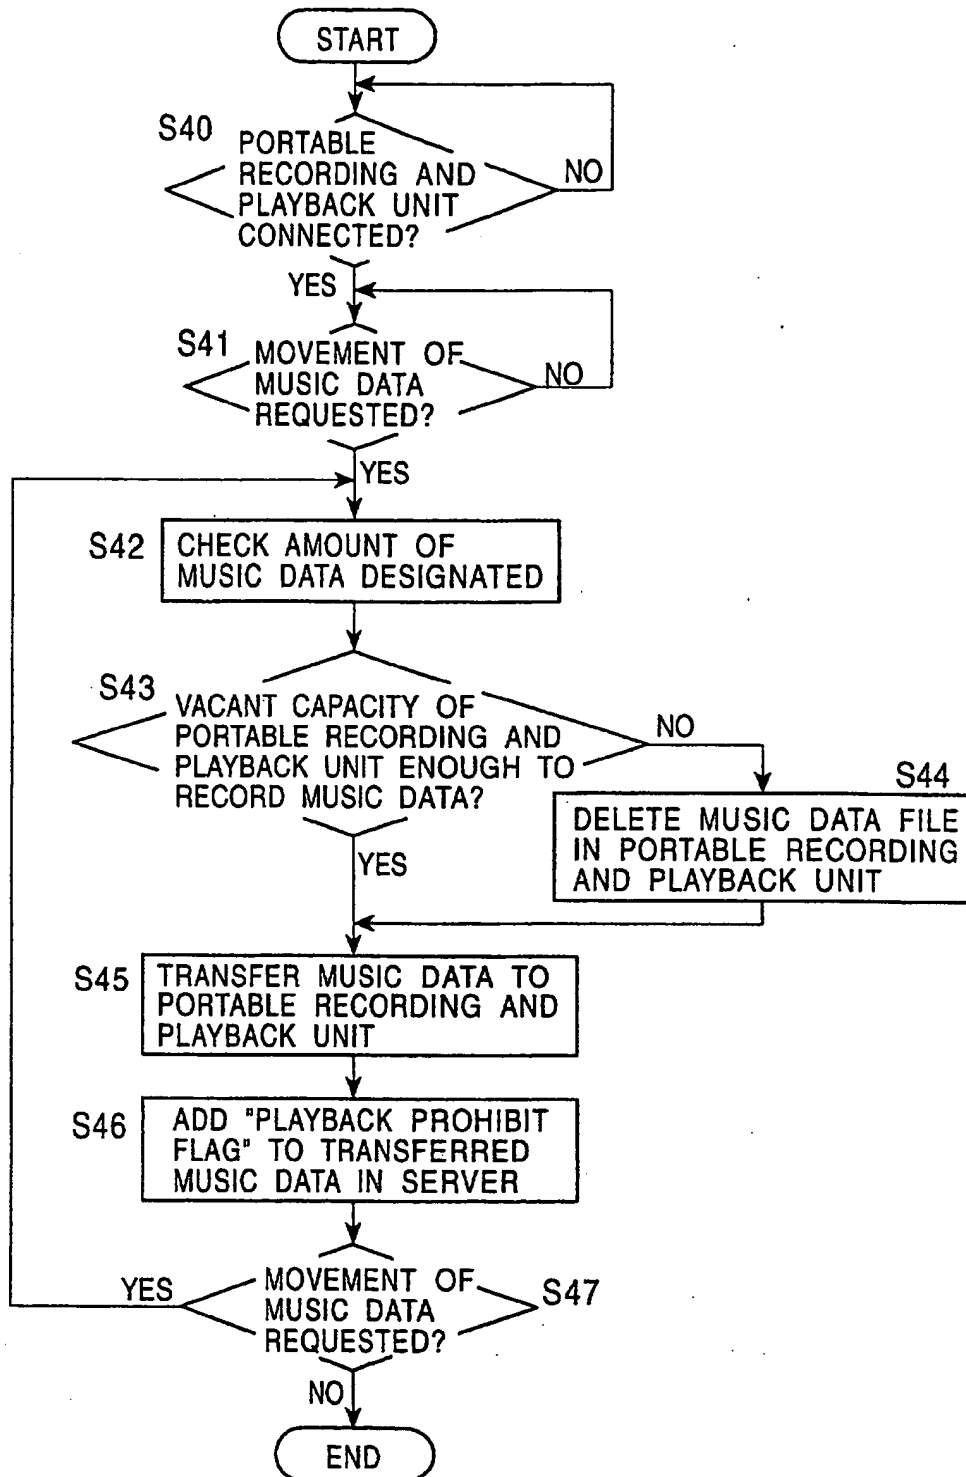 START
S40
PORTABLE
RECORDING AND
PLAYBACK UNIT
CONNECTED?
NO
YES
S41
MOVEMENT OF
MUSIC DATA
REQUESTED?
NO
YES
S42
CHECK AMOUNT OF
MUSIC DATA DESIGNATED
S43
VACANT CAPACITY OF
PORTABLE RECORDING AND
PLAYBACK UNIT ENOUGH TO
RECORD MUSIC DATA?
NO
YES
S44
DELETE MUSIC DATA FILE
IN PORTABLE RECORDING
AND PLAYBACK UNIT
S45
TRANSFER MUSIC DATA TO
PORTABLE RECORDING AND
PLAYBACK UNIT
S46
ADD "PLAYBACK PROHIBIT
FLAG" TO TRANSFERRED
MUSIC DATA IN SERVER
YES
MOVEMENT OF
MUSIC DATA
REQUESTED?
S47
NO
END